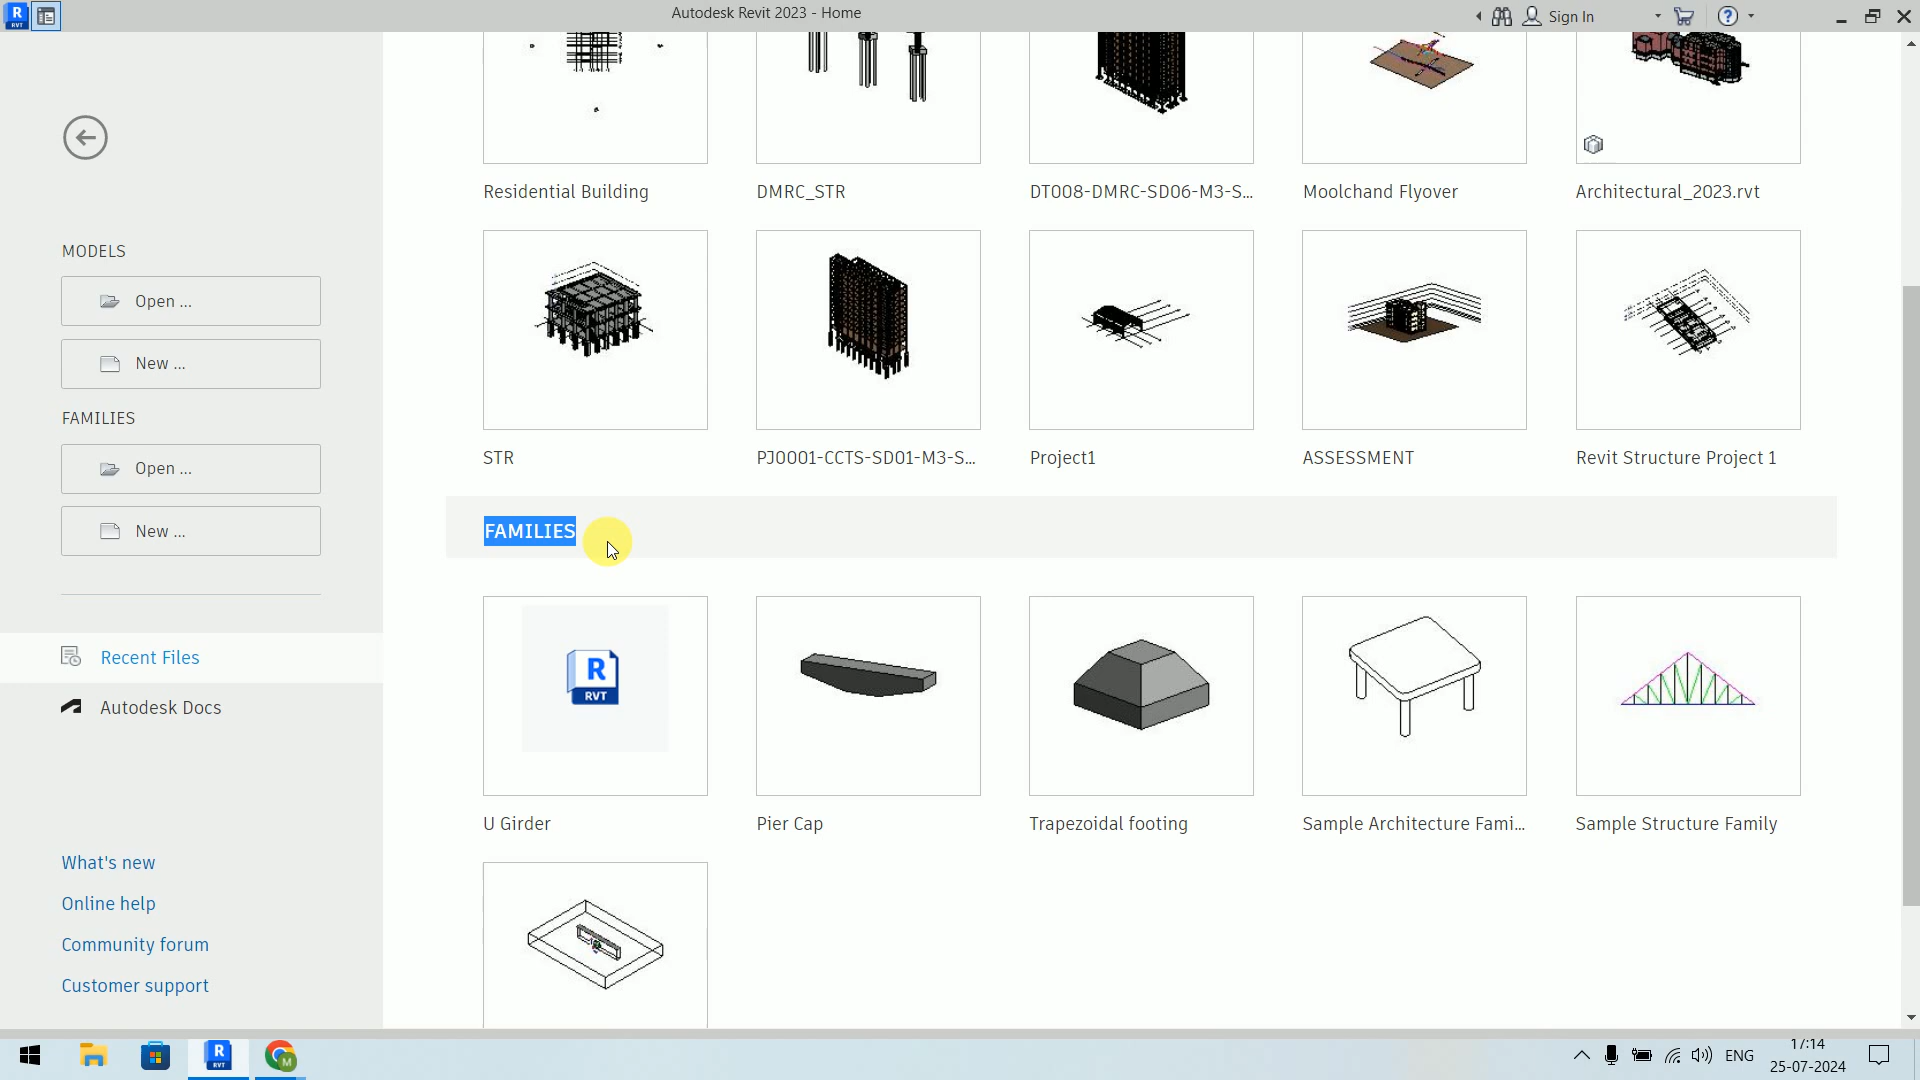 Autodesk Revit 2023 - Home
Sign In
MODELS
Open ...
New ...
FAMILIES
Open ...
New ...
Recent Files
Autodesk Docs
What's new
Online help
Community forum
Customer support
Residential Building
DMRC_STR
DT008-DMRC-SD06-M3-S...
Moolchand Flyover
Architectural_2023.rvt
STR
PJ0001-CCTS-SD01-M3-S...
Project1
ASSESSMENT
Revit Structure Project 1
FAMILIES
R
RVT
U Girder
Pier Cap
Trapezoidal footing
Sample Architecture Fami...
Sample Structure Family
R
RVT
M
ENG
17:14
25-07-2024